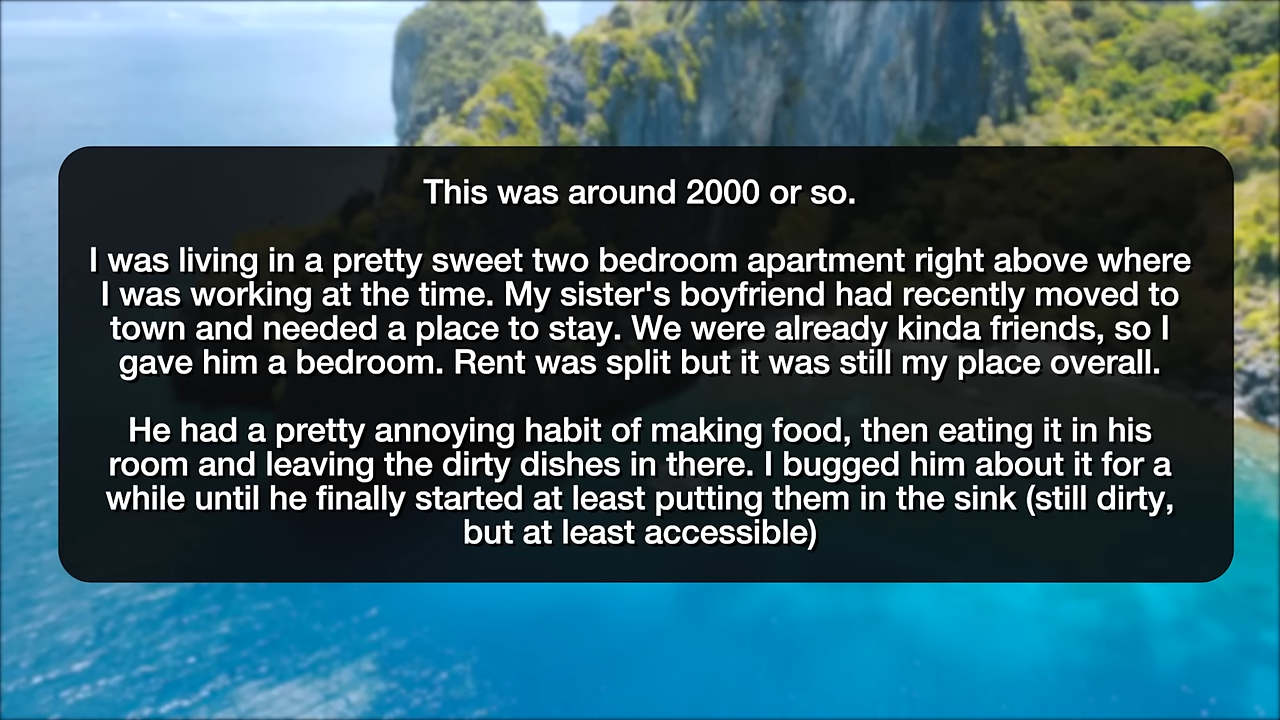 This was around 2000 or so.
I was living in a pretty sweet two bedroom apartment right above where
I was working at the time. My sister's boyfriend had recently moved to
town and needed a place to stay. We were already kinda friends, so I
gave him a bedroom. Rent was split but it was still my place overall.
He had a pretty annoying habit of making food, then eating it in his
room and leaving the dirty dishes in there. I bugged him about it for a
while until he finally started at least putting them in the sink (still dirty,
but at least accessible)